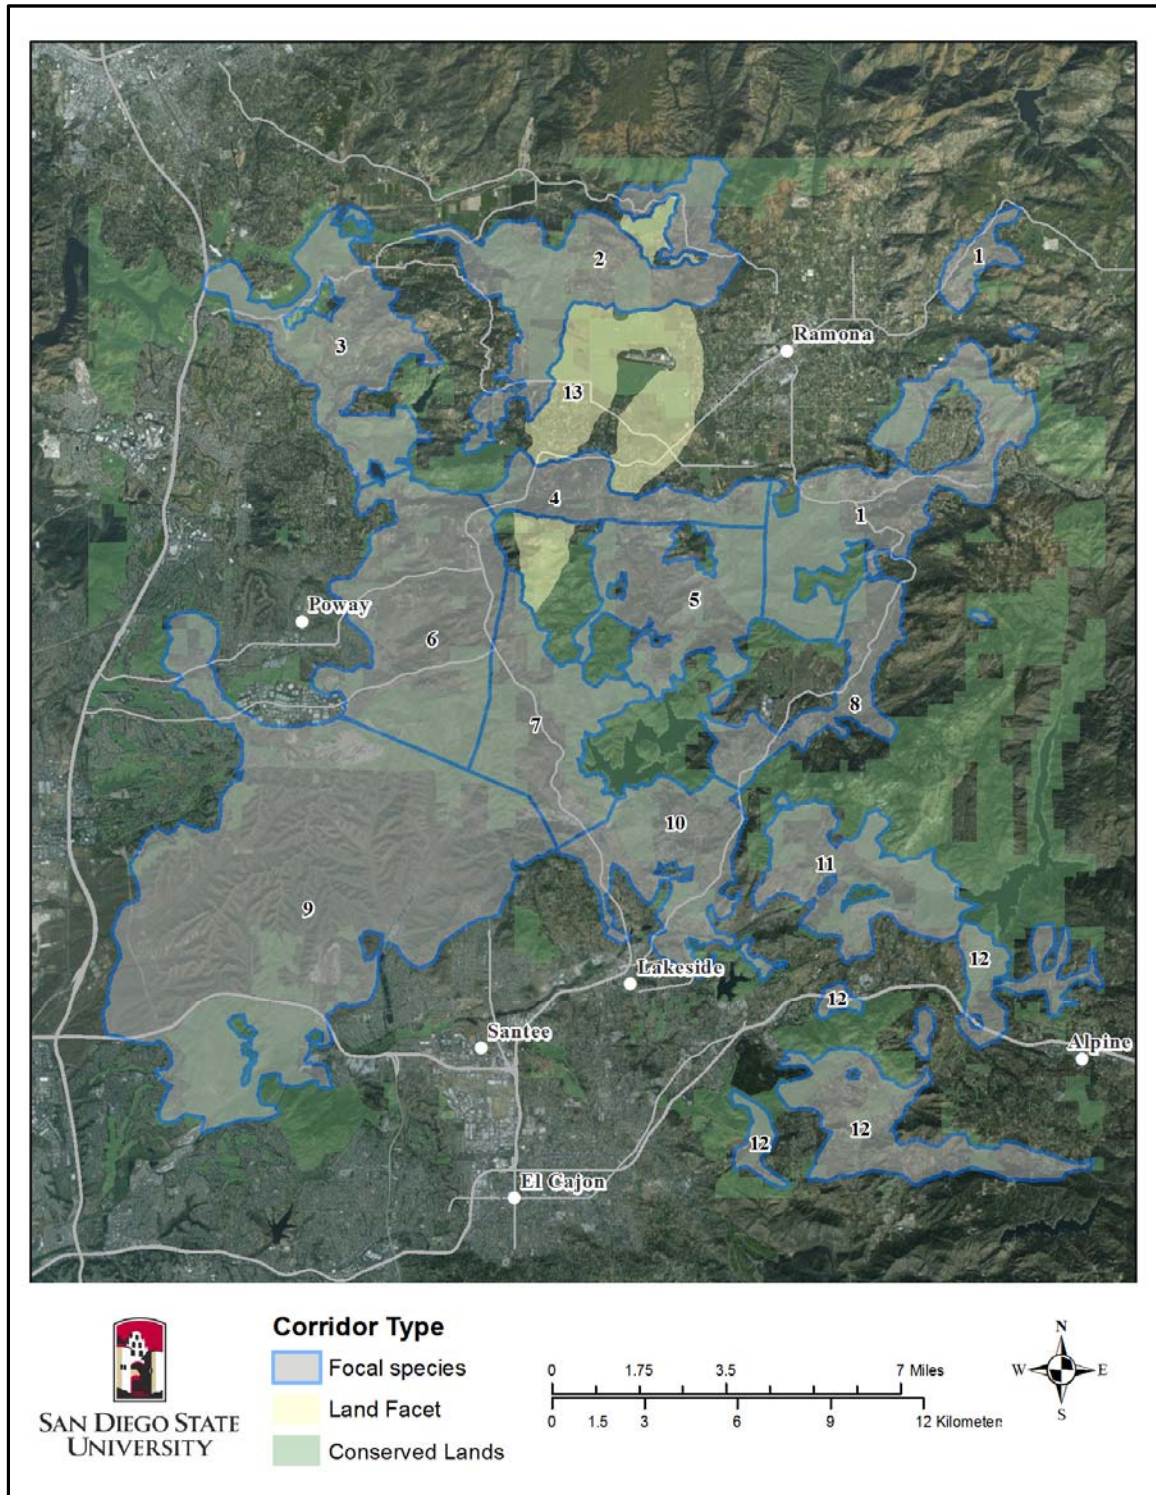 2
1
3
Ramona
13
4
1
5
Poway
6
8
7
10
11
9
12
Lakeside
12
Santee
Alpine
12
12
El Cajon
SAN DIEGO STATE
UNIVERSITY
Corridor Type
Focal species
Land Facet
Conserved Lands
0 1.75 3.5 7 Miles
0 1.5 3 6 9 12 Kilometers
N
W E
S